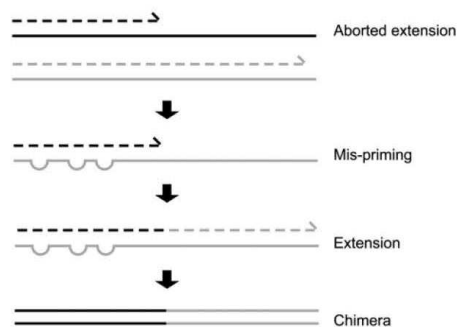 Aborted extension
Mis-priming
Extension
Chimera